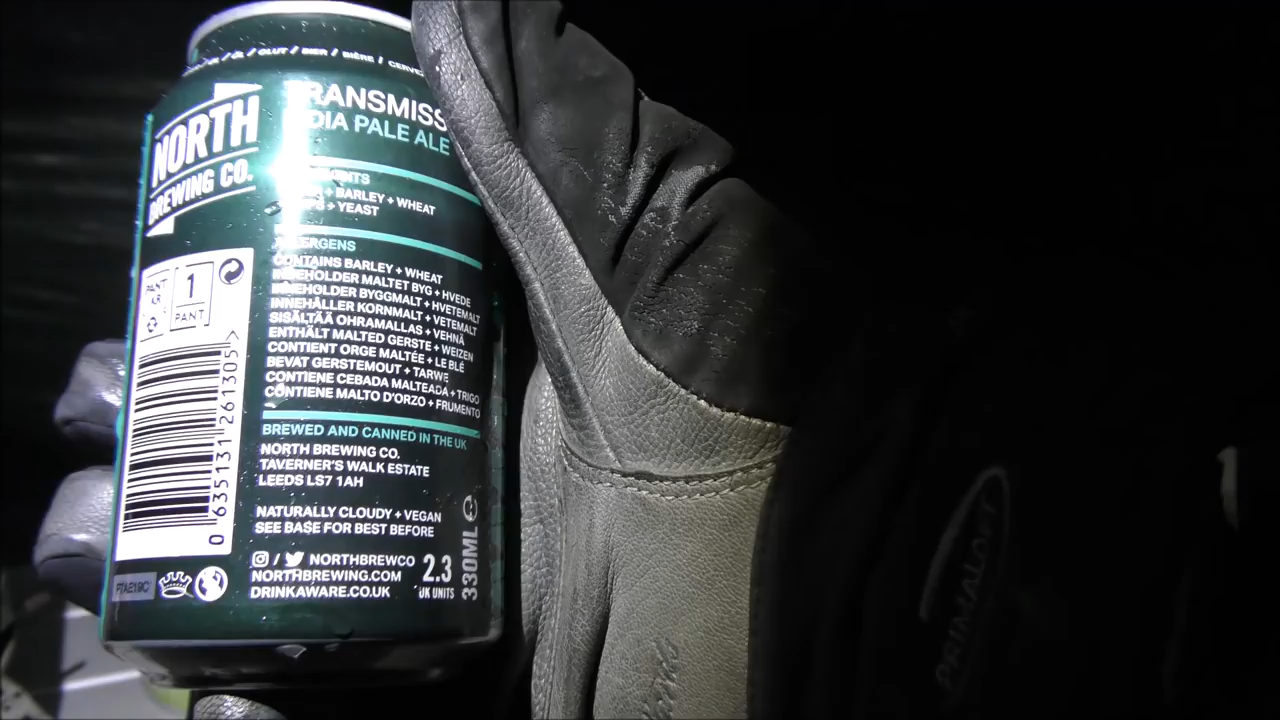 ØL / OLUT / BIER / BIÈRE / CERVE
NORTH
BREWING CO.
TRANSMISS
DIA PALE ALE
+ BARLEY + WHEAT
+ YEAST
ALLERGENS
CONTAINS BARLEY + WHEAT
INNEHOLDER MALTET BYG + HVEDE
INNEHOLDER BYGGMALT + HVETEMALT
INNEHÅLLER KORNMALT + VETEMALT
SISÄLTÄÄ OHRAMALLAS + VEHNÄ
ENTHÄLT MALTED GERSTE + WEIZEN
CONTIENT ORGE MALTÉE + LE BLÉ
BEVAT GERSTEMOUT + TARWE
CONTIENE CEBADA MALTEADA + TRIGO
CONTIENE MALTO D'ORZO + FRUMENTO
PANT
KR
1
PANT
0 635131 261305 >
BREWED AND CANNED IN THE UK
NORTH BREWING CO.
TAVERNER'S WALK ESTATE
LEEDS LS7 1AH
NATURALLY CLOUDY + VEGAN
SEE BASE FOR BEST BEFORE
/ NORTHBREWCO
NORTHBREWING.COM
DRINKAWARE.CO.UK
2.3
UK UNITS
330ML e
PRIMALOFT